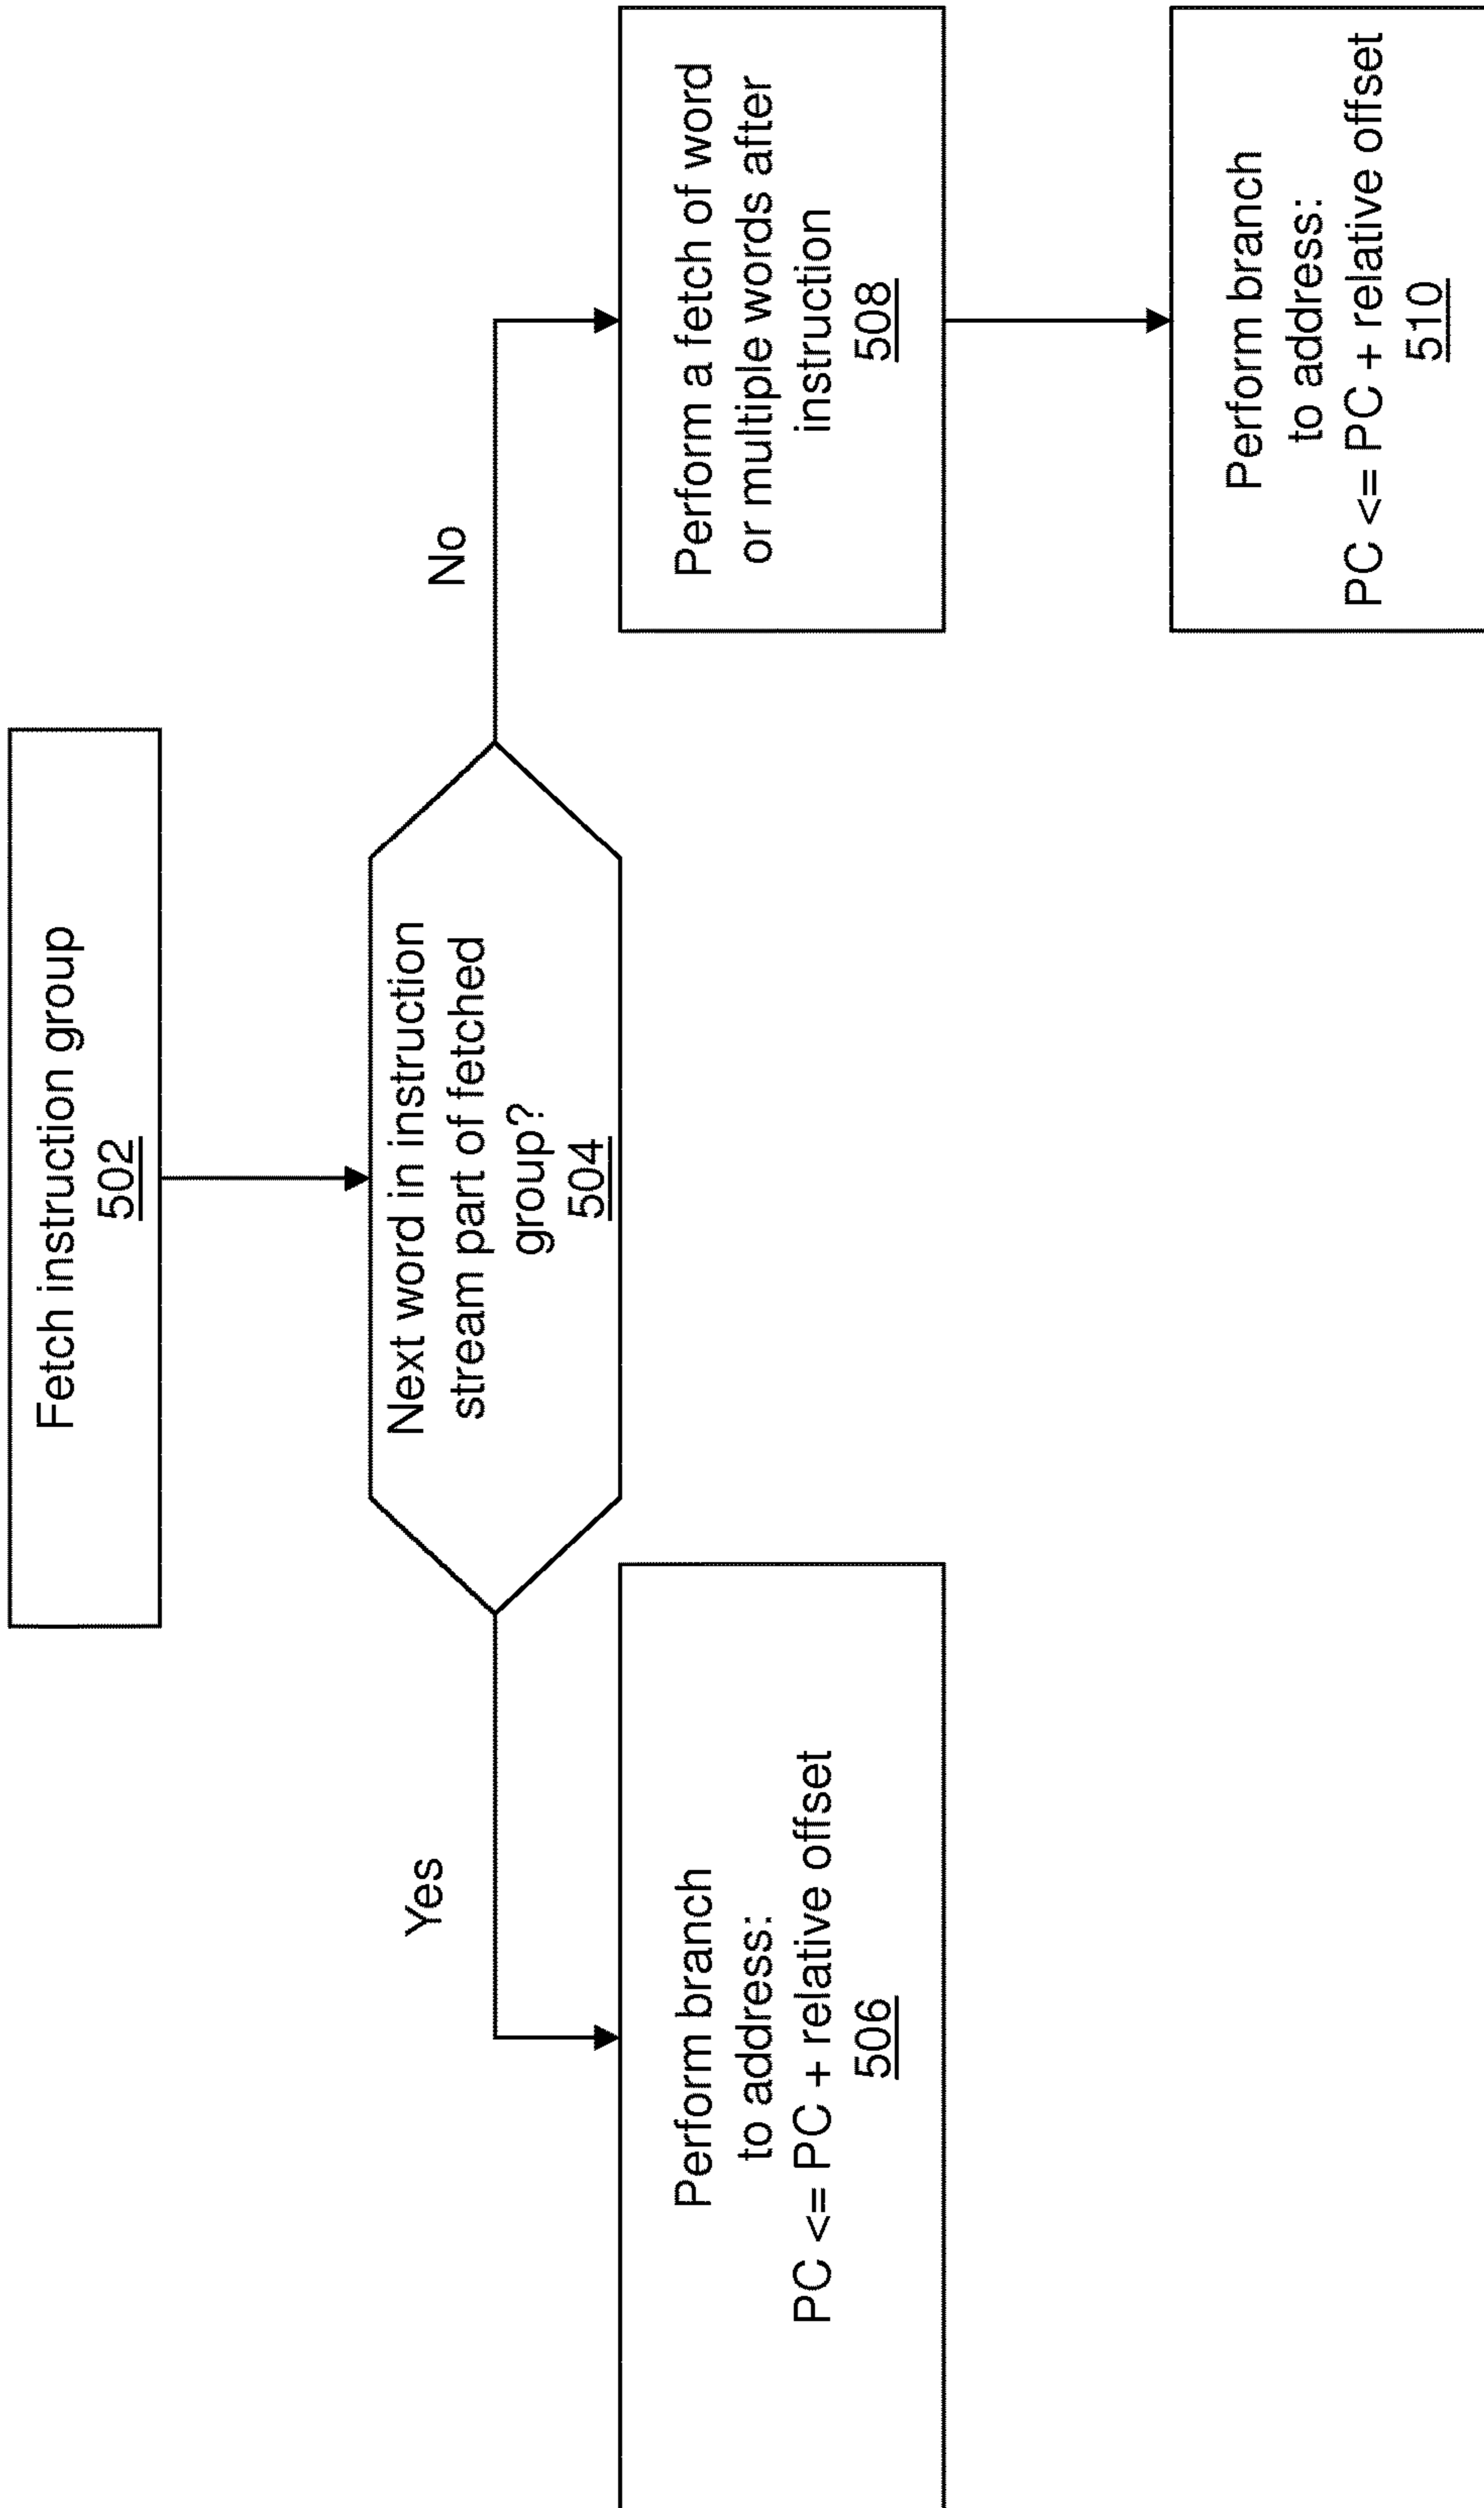 Fetch instruction group
502
Next word in instruction
stream part of fetched
group?
504
Yes
No
Perform branch
to address:
PC <= PC + relative offset
506
Perform a fetch of word
or multiple words after
instruction
508
Perform branch
to address:
PC <= PC + relative offset
510